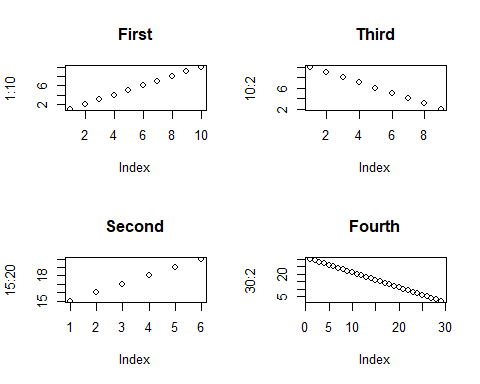 First
1:10
2 6
2 4 6 8 10
Index
Third
10:2
2 6
2 4 6 8
Index
Second
15:20
15 18
1 2 3 4 5 6
Index
Fourth
30:2
5 20
0 5 10 20 30
Index